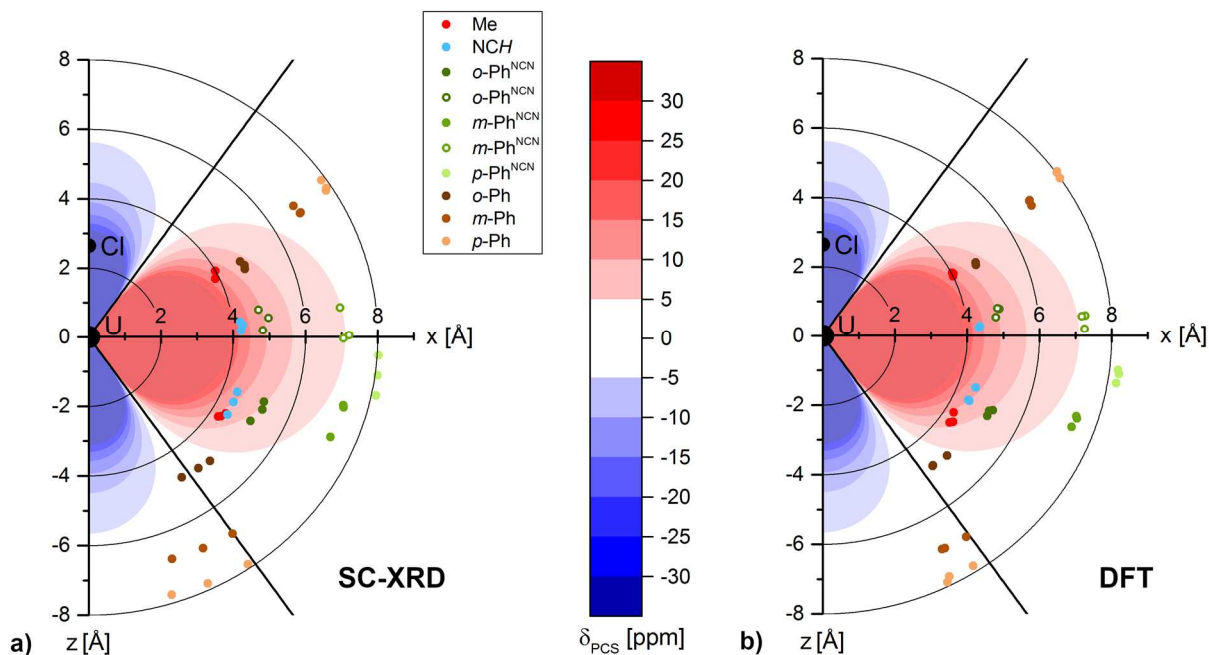 Me
NCH
o-Ph^NCN
o-Ph^NCN
m-Ph^NCN
m-Ph^NCN
p-Ph^NCN
o-Ph
m-Ph
p-Ph
8
6
4
2
0
-2
-4
-6
-8
Cl
U
2
4
6
8
x [Å]
z [Å]
SC-XRD
a)
30
25
20
15
10
5
0
-5
-10
-15
-20
-25
-30
δPCS [ppm]
8
6
4
2
0
-2
-4
-6
-8
Cl
U
2
4
6
8
x [Å]
z [Å]
DFT
b)